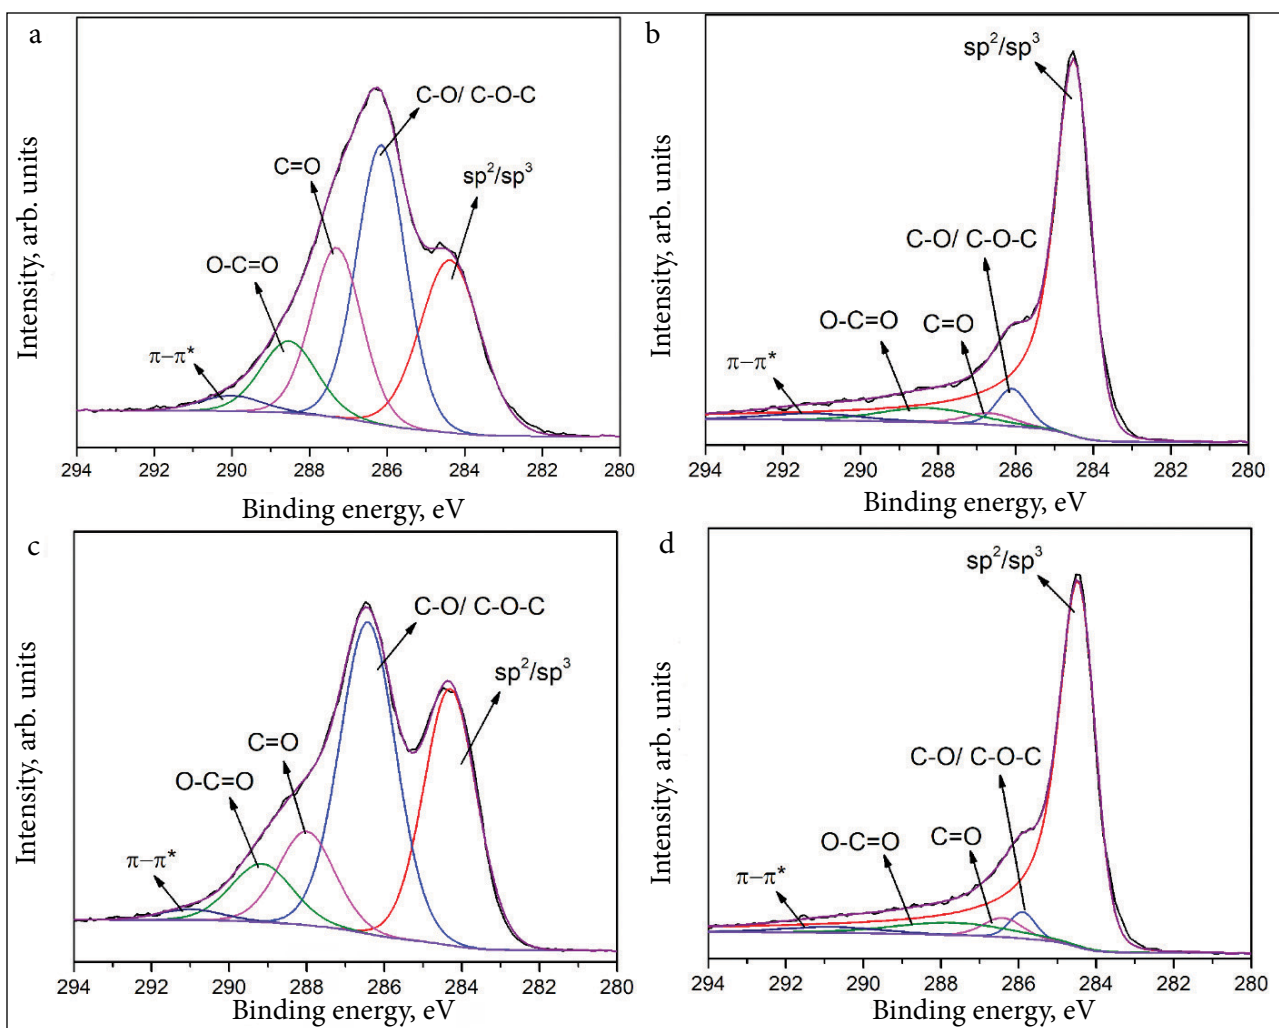 a
C-O/ C-O-C
C=O
sp²/sp³
O-C=O
π–π*
Intensity, arb. units
294 292 290 288 286 284 282 280
Binding energy, eV
b
sp²/sp³
C-O/ C-O-C
O-C=O
C=O
π–π*
Intensity, arb. units
294 292 290 288 286 284 282 280
Binding energy, eV
c
C-O/ C-O-C
sp²/sp³
C=O
O-C=O
π–π*
Intensity, arb. units
294 292 290 288 286 284 282 280
Binding energy, eV
d
sp²/sp³
C-O/ C-O-C
O-C=O
C=O
π–π*
Intensity, arb. units
294 292 290 288 286 284 282 280
Binding energy, eV